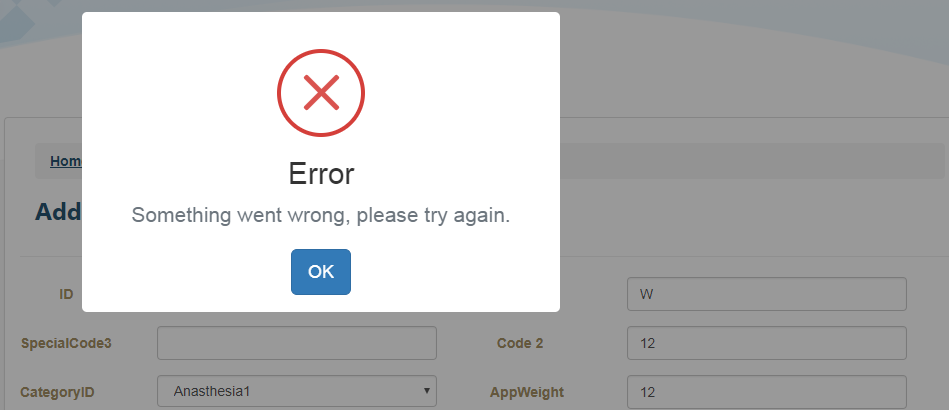 Error
Something went wrong, please try again.
OK
Hom
Add
ID W
SpecialCode3 Code 2 12
CategoryID Anasthesia1 AppWeight 12